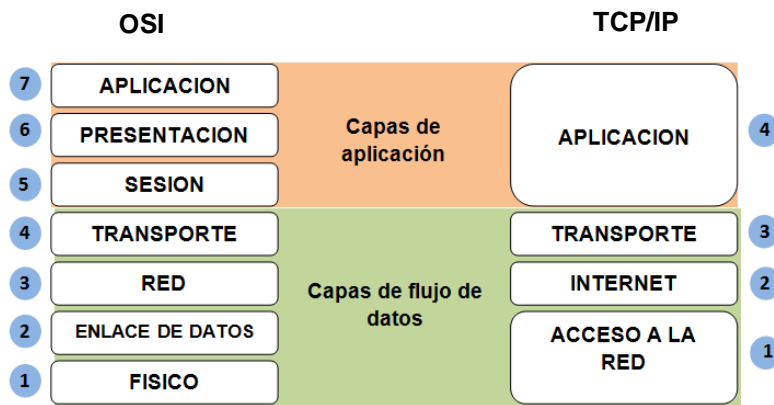 OSI
TCP/IP
7
APLICACION
6
PRESENTACION
5
SESION
Capas de
aplicación
APLICACION
4
4
TRANSPORTE
3
RED
2
ENLACE DE DATOS
1
FISICO
Capas de flujo de
datos
TRANSPORTE
3
INTERNET
2
ACCESO A LA
RED
1